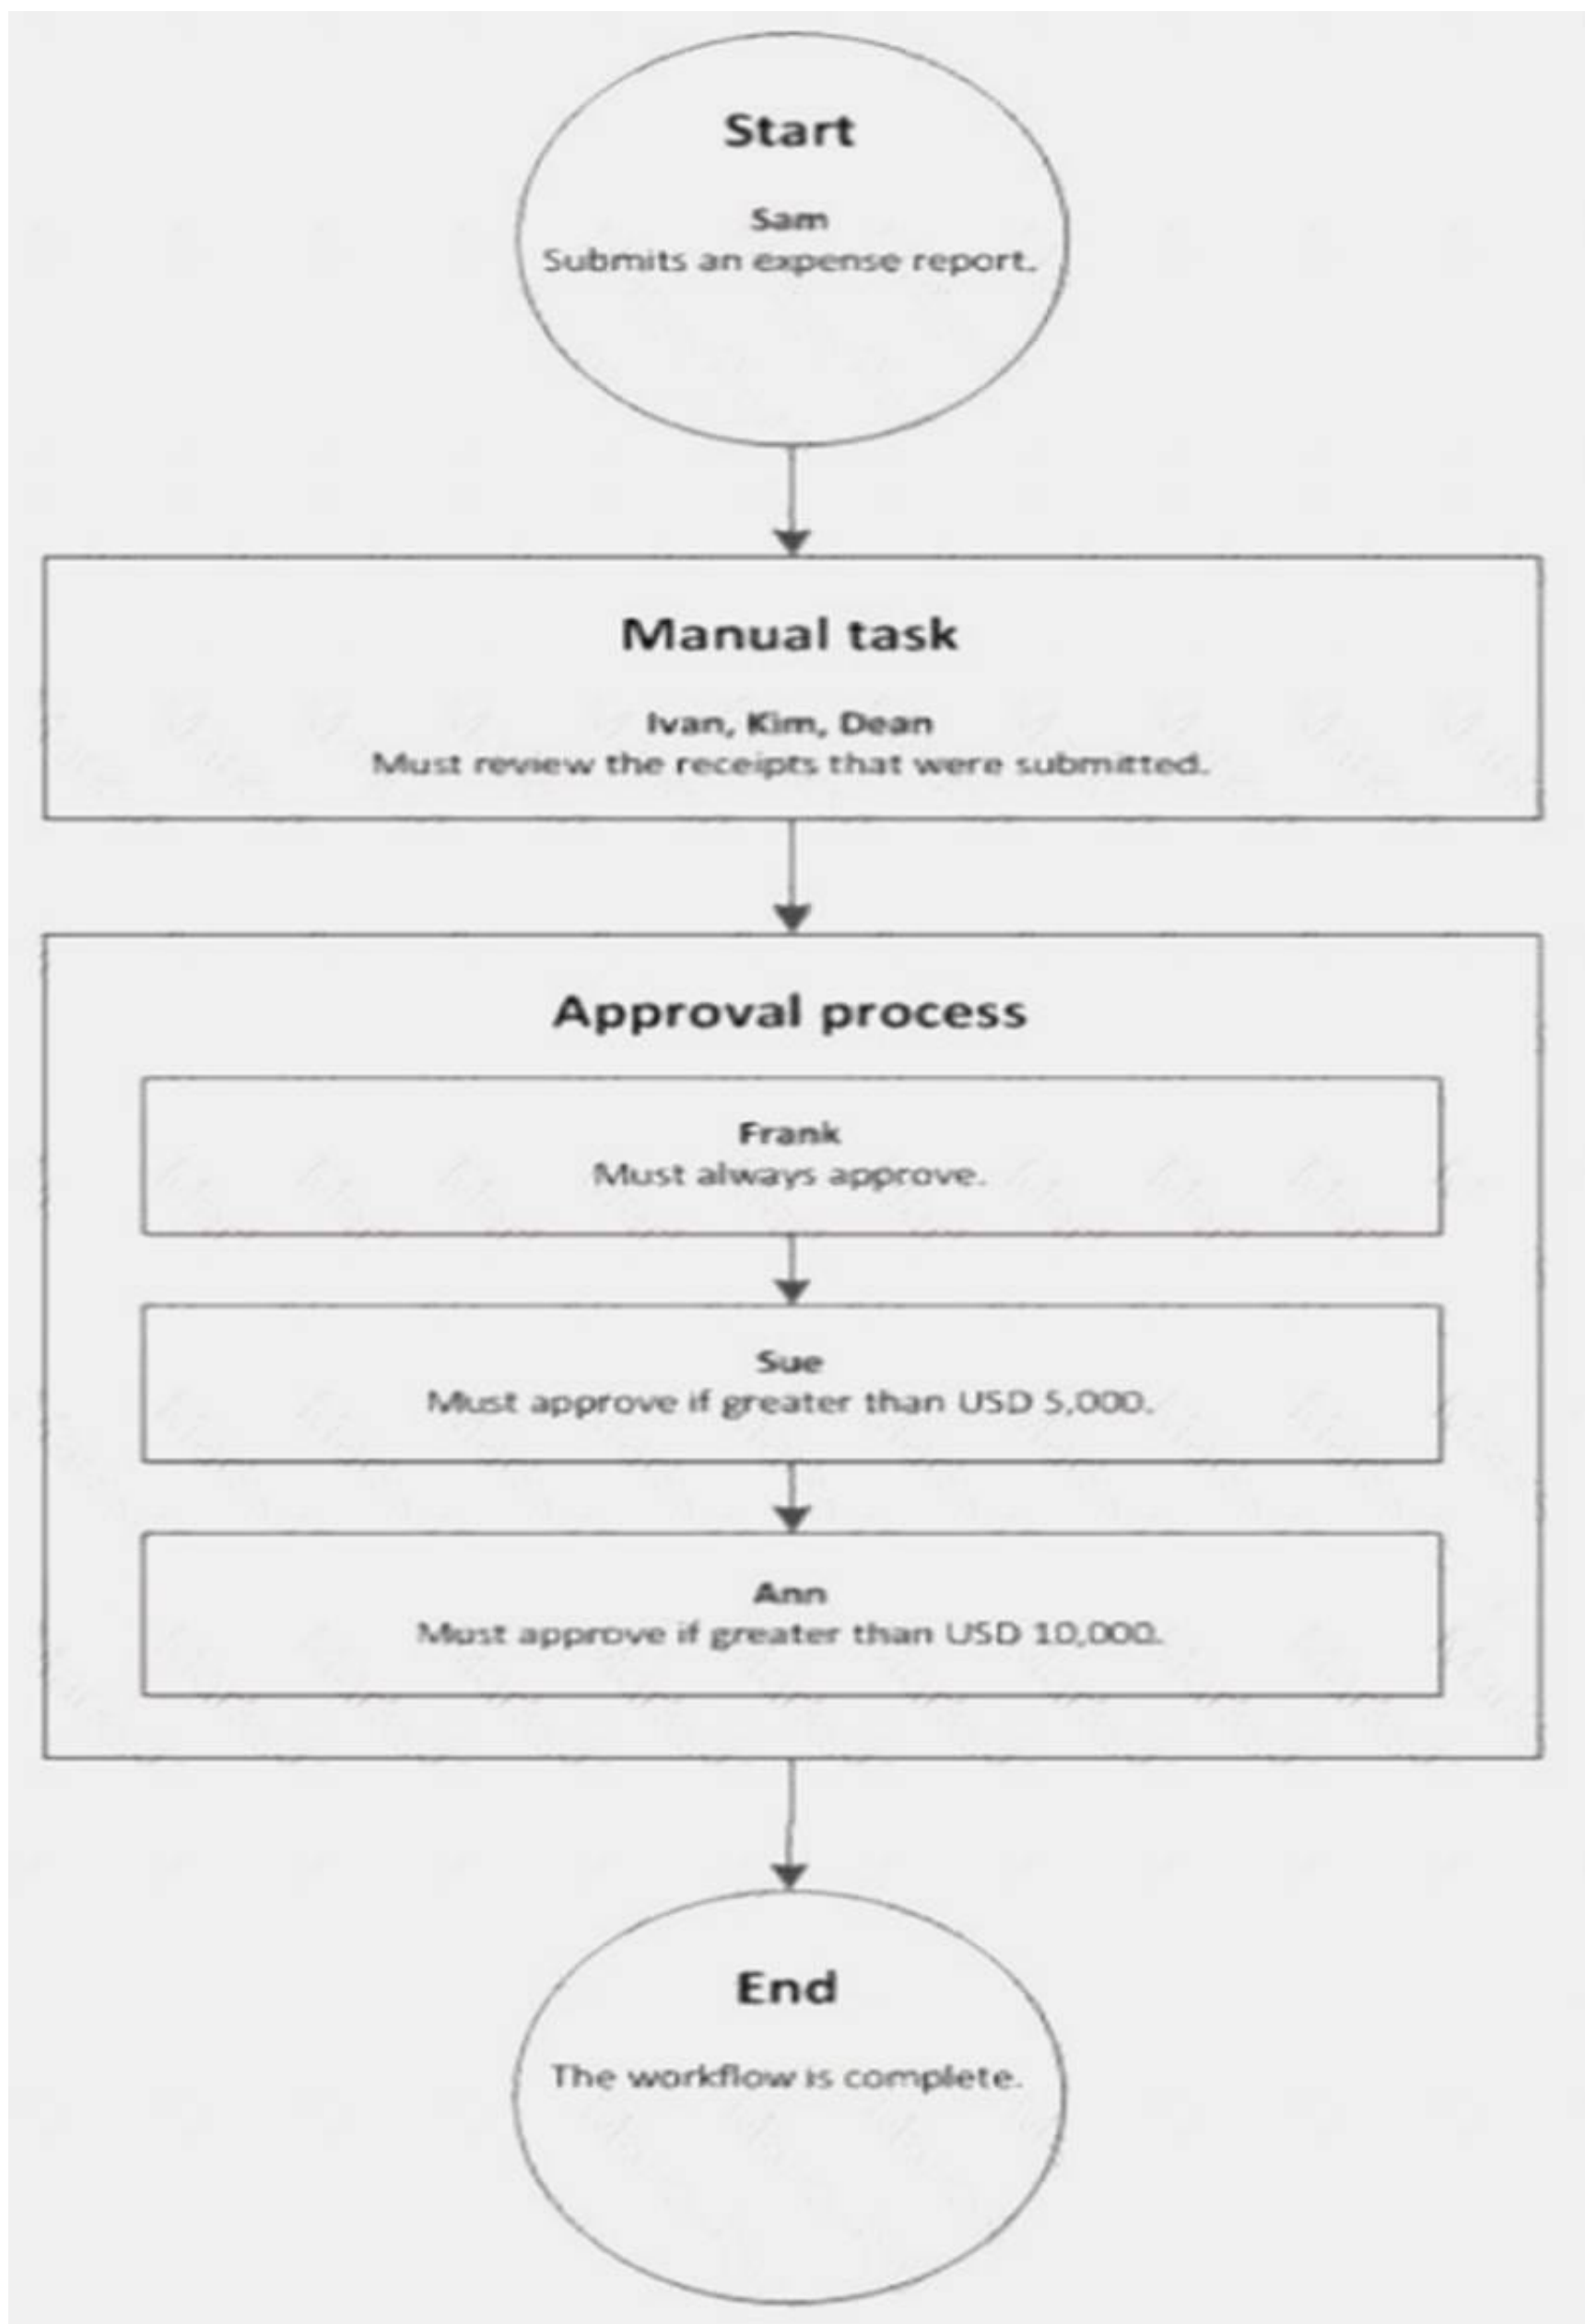 Start
Sam
Submits an expense report.
Manual task
Ivan, Kim, Dean
Must review the receipts that were submitted.
Approval process
Frank
Must always approve.
Sue
Must approve if greater than USD 5,000.
Ann
Must approve if greater than USD 10,000.
End
The workflow is complete.